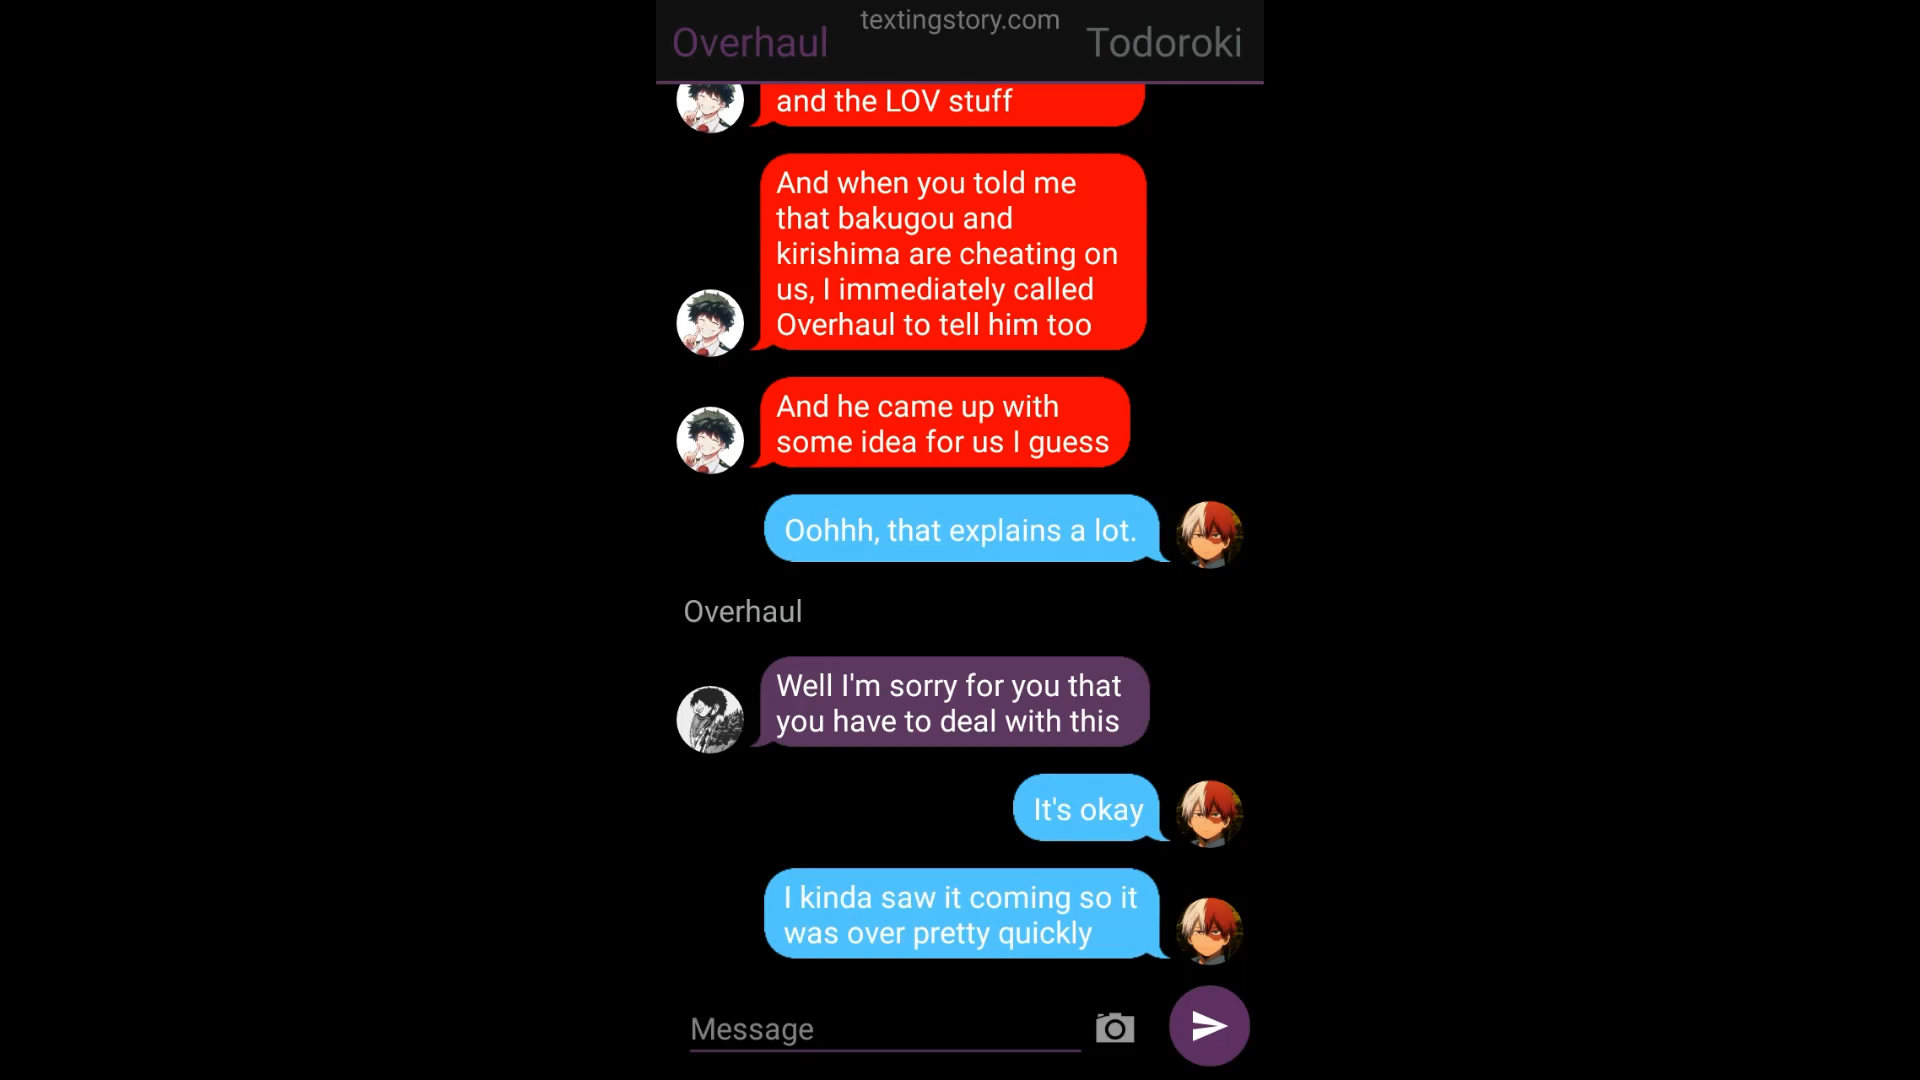 textingstory.com
Overhaul
Todoroki
and the LOV stuff
And when you told me
that bakugou and
kirishima are cheating on
us, I immediately called
Overhaul to tell him too
And he came up with
some idea for us I guess
Oohhh, that explains a lot.
Overhaul
Well I'm sorry for you that
you have to deal with this
It's okay
I kinda saw it coming so it
was over pretty quickly
Message